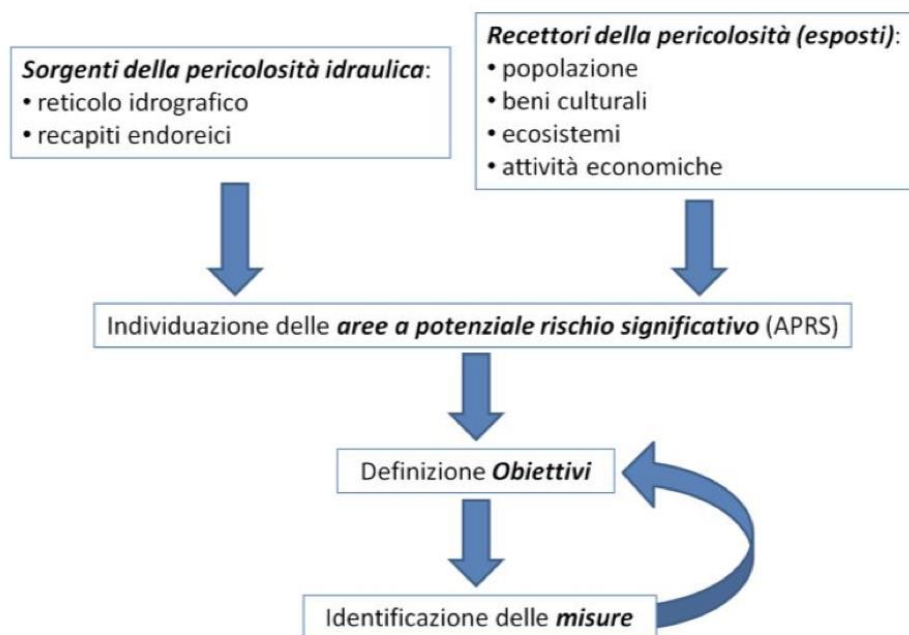 Sorgenti della pericolosità idraulica:
• reticolo idrografico
• recapiti endoreici
Recettori della pericolosità (esposti):
• popolazione
• beni culturali
• ecosistemi
• attività economiche
Individuazione delle aree a potenziale rischio significativo (APRS)
Definizione Obiettivi
Identificazione delle misure